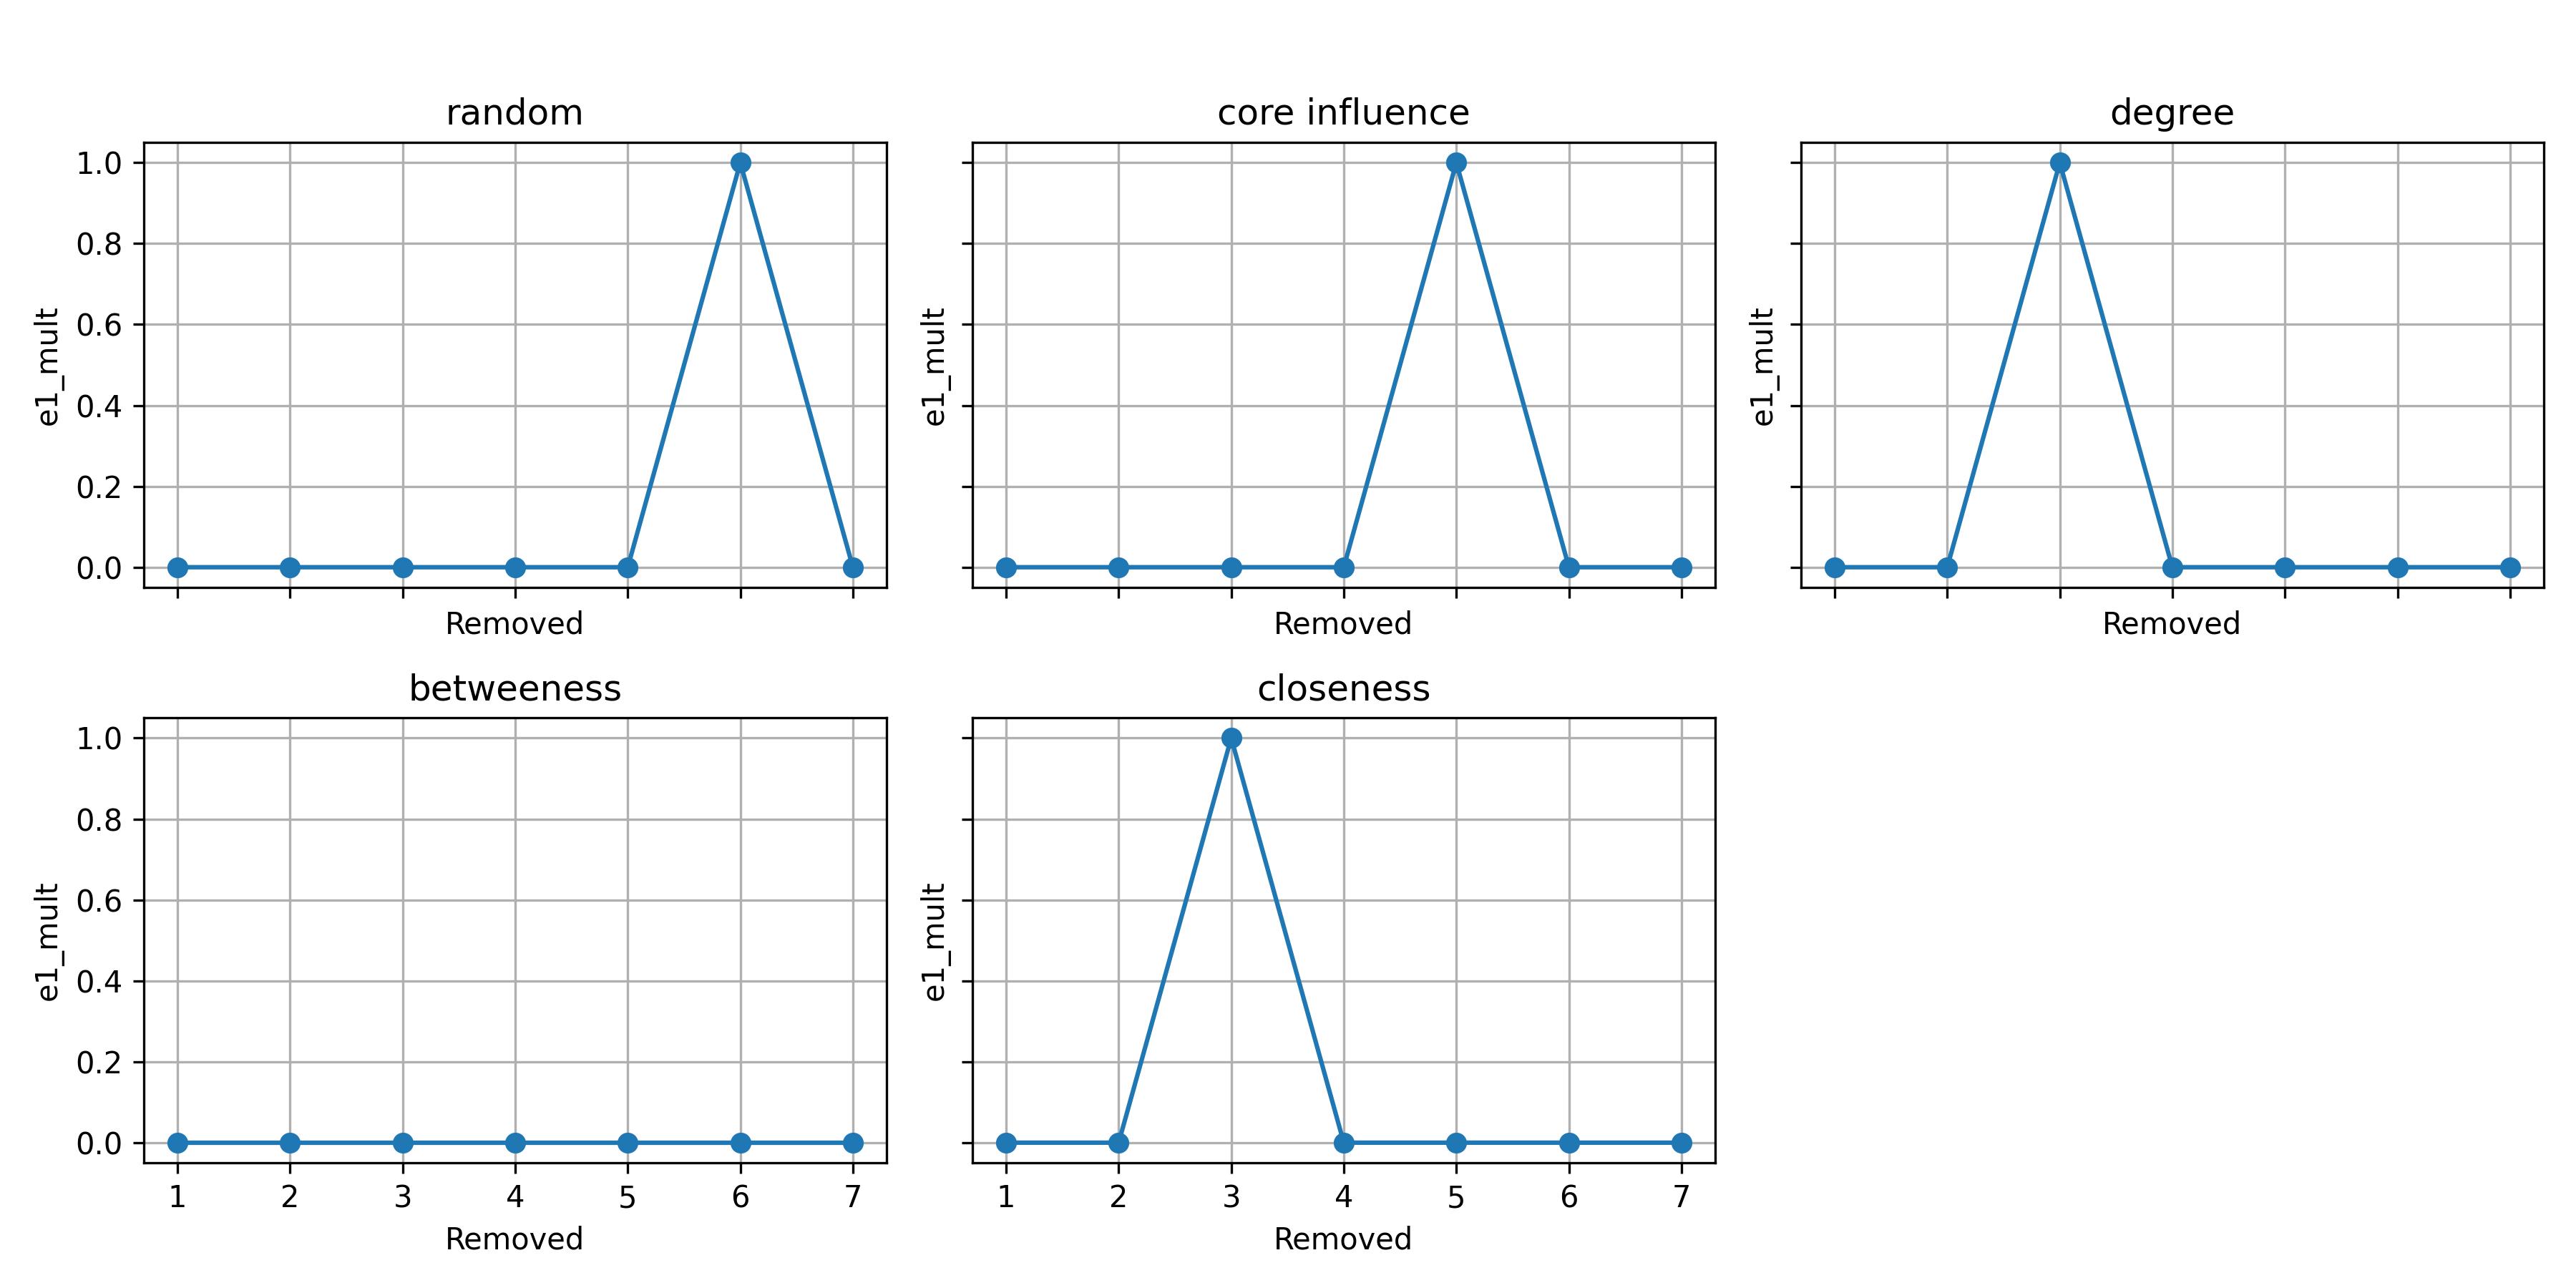 random
core influence
degree
1.0
0.8
0.6
0.4
0.2
0.0
e1_mult
e1_mult
e1_mult
Removed
Removed
Removed
betweeness
closeness
1.0
0.8
0.6
0.4
0.2
0.0
e1_mult
e1_mult
1 2 3 4 5 6 7
1 2 3 4 5 6 7
Removed
Removed